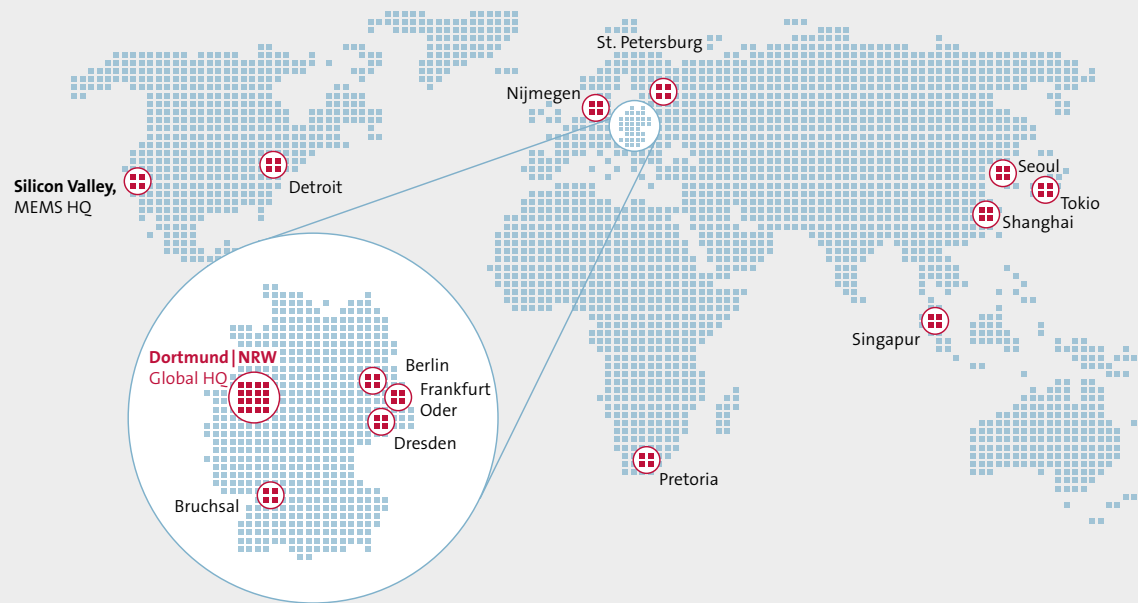 St. Petersburg
Nijmegen
Silicon Valley,
MEMS HQ
Detroit
Seoul
Tokio
Shanghai
Singapur
Pretoria
Dortmund|NRW
Global HQ
Berlin
Frankfurt
Oder
Dresden
Bruchsal